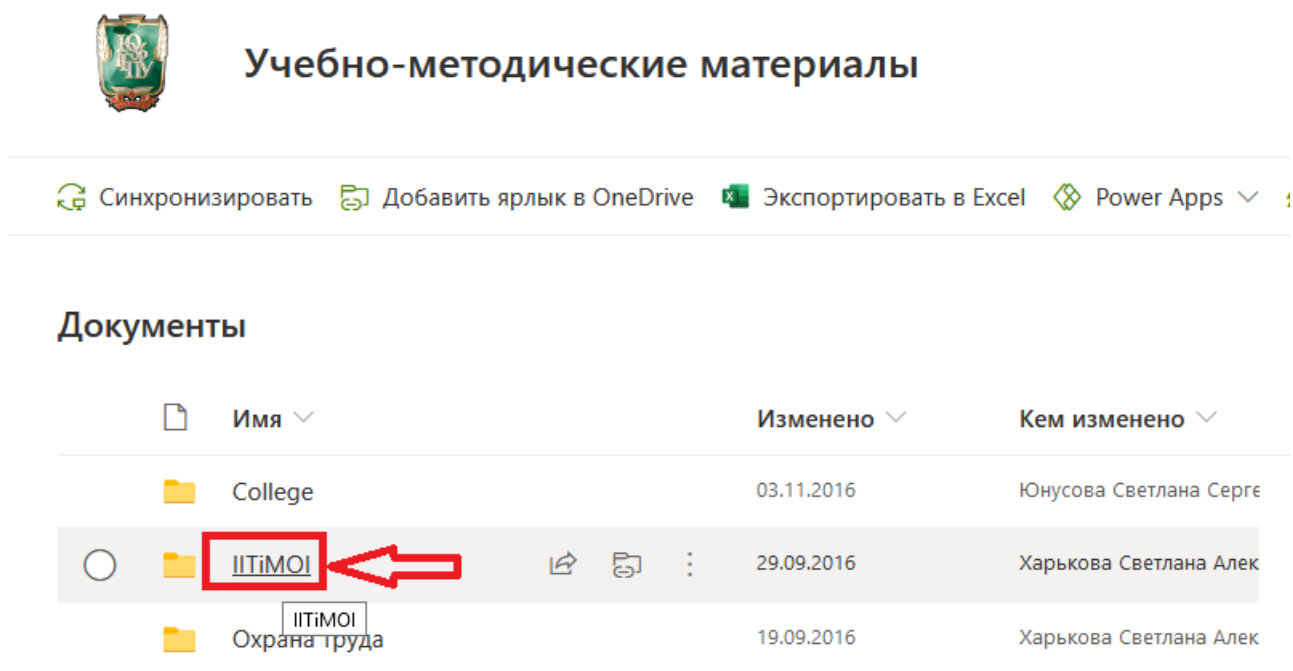 Учебно-методические материалы
Синхронизировать Добавить ярлык в OneDrive Экспортировать в Excel Power Apps
Документы
Имя Изменено Кем изменено
College 03.11.2016 Юнусова Светлана Серге
IITiMOI 29.09.2016 Харькова Светлана Алек
IITiMOI
Охрана труда 19.09.2016 Харькова Светлана Алек